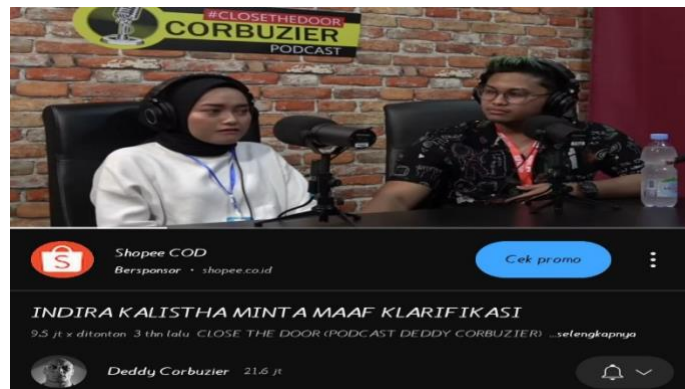 #CLOSETHEDOOR
CORBUZIER
PODCAST
S
Shopee COD
Bersponsor · shopee.co.id
Cek promo
INDIRA KALISTHA MINTA MAAF KLARIFIKASI
9.5 jt x ditonton 3 thn lalu CLOSE THE DOOR (PODCAST DEDDY CORBUZIER) ...selengkapnya
Deddy Corbuzier 21.6 jt